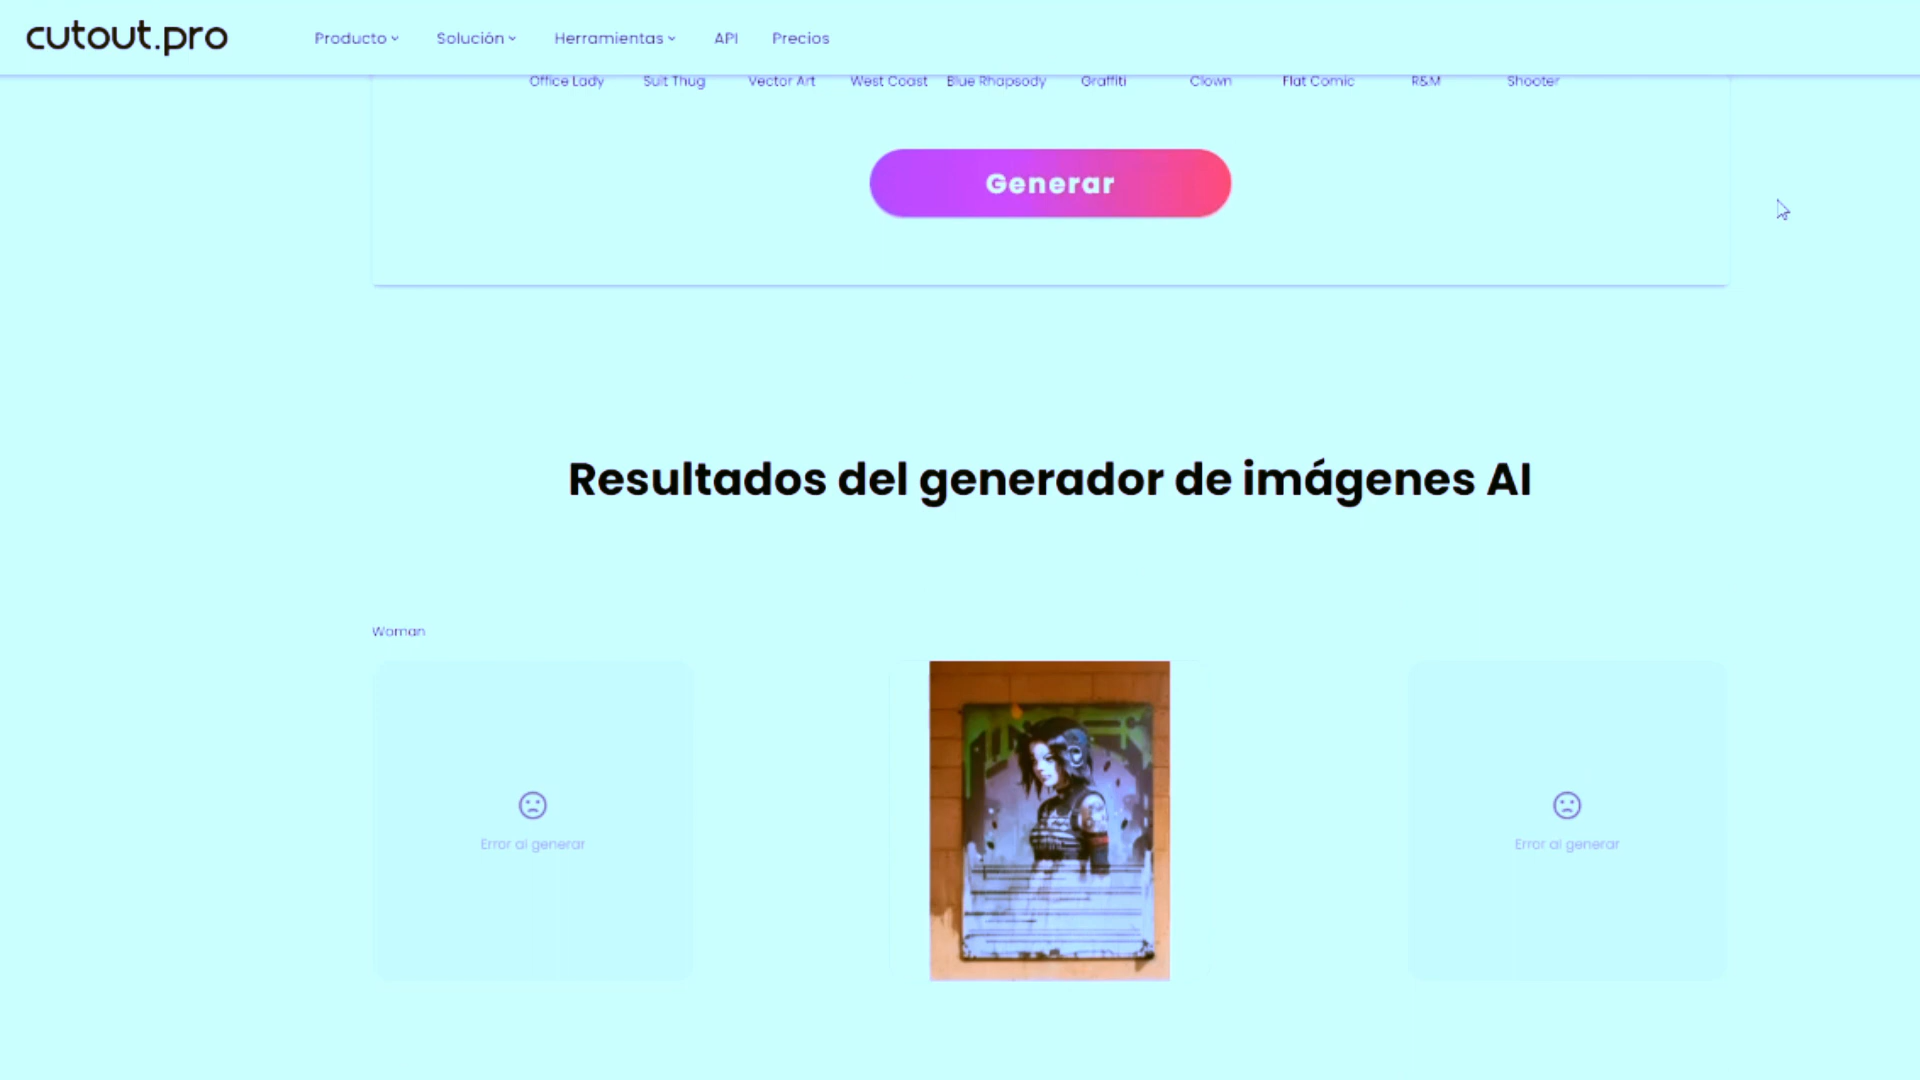 cutout.pro
Producto Solución Herramientas API Precios
Office Lady Suit Thug Vector Art West Coast Blue Rhapsody Graffiti Clown Flat Comic R&M Shooter
Generar
Resultados del generador de imágenes AI
Woman
Error al generar
Error al generar